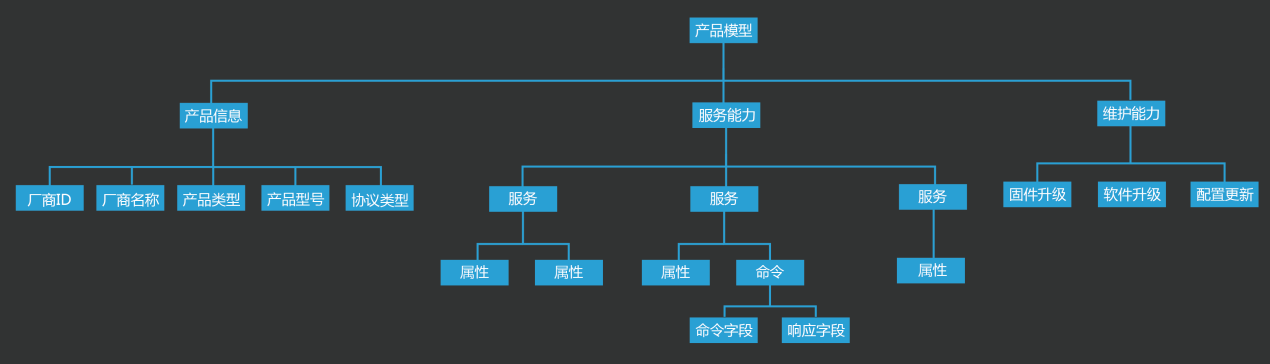 产品模型
产品信息
服务能力
维护能力
厂商ID
厂商名称
产品类型
产品型号
协议类型
服务
服务
服务
固件升级
软件升级
配置更新
属性
属性
属性
命令
属性
命令字段
响应字段